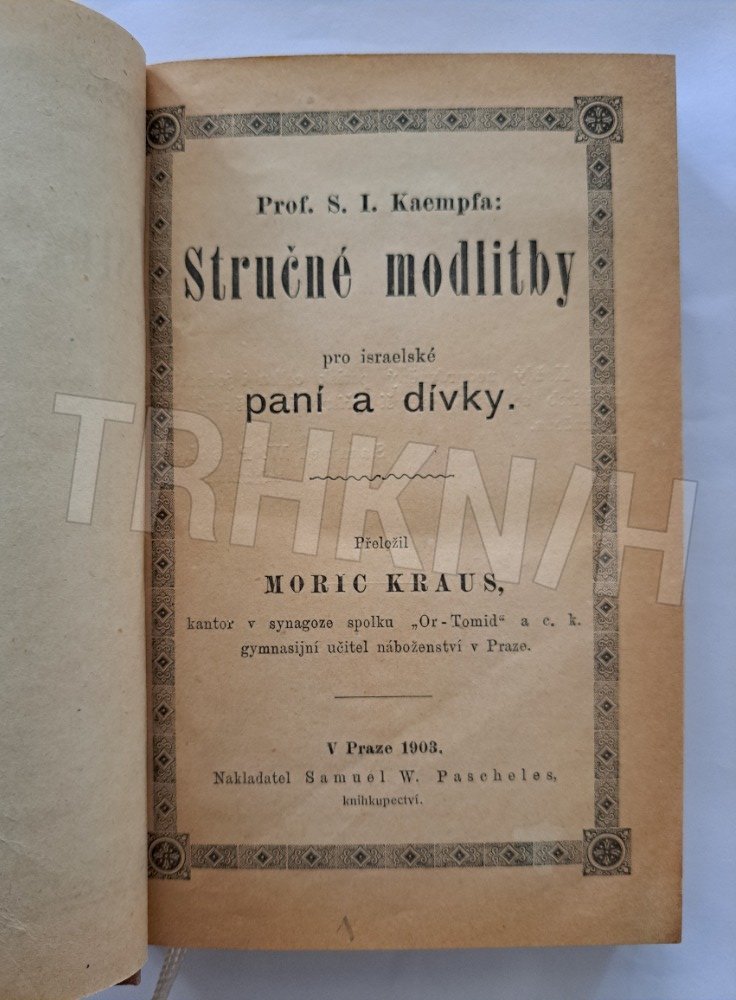 Prof. S. I. Kaempfa:
Stručné modlitby
pro israelské
paní a dívky.
Přeložil
MORIC KRAUS,
kantor v synagoze spolku „Or-Tomid“ a c. k.
gymnasijní učitel náboženství v Praze.
V Praze 1903.
Nakladatel Samuel W. Pascheles,
knihkupectví.
1
TRHKNIH